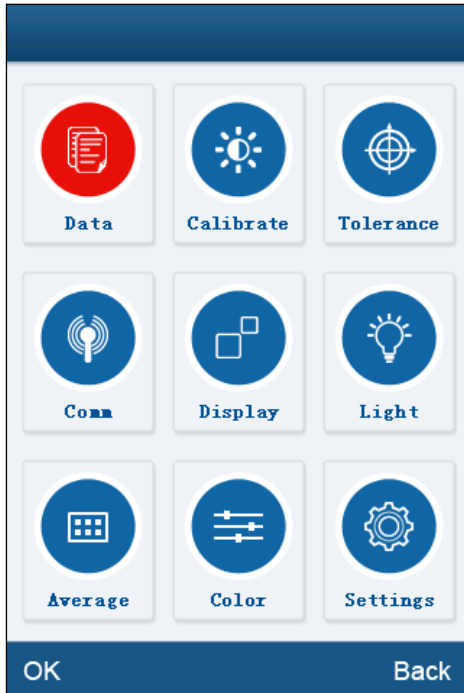 Data Calibrate Tolerance
Comm Display Light
Average Color Settings
OK Back